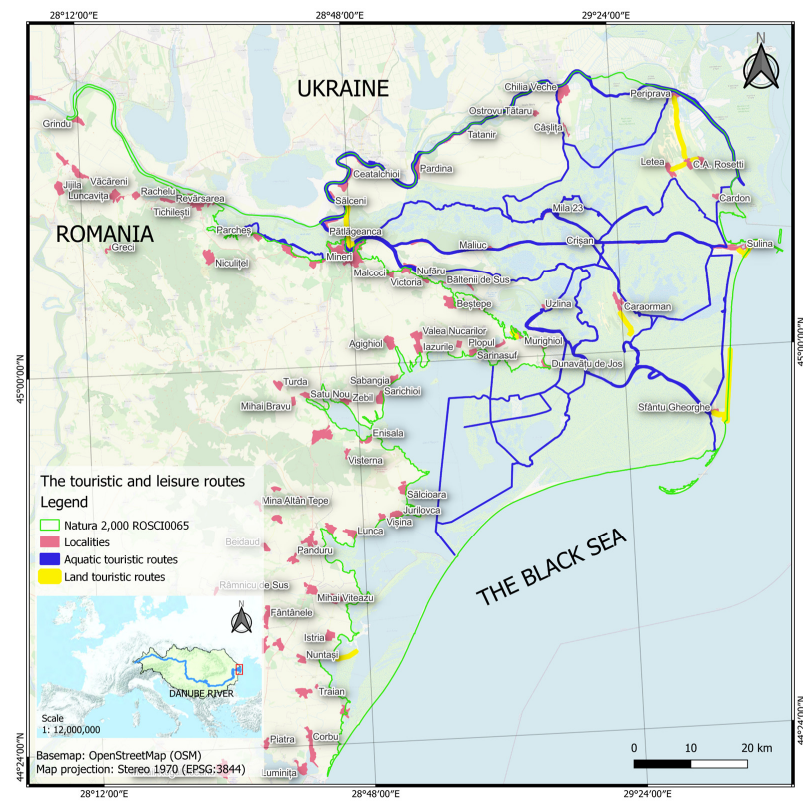 28°12'00"E
28°48'00"E
29°24'00"E
N
UKRAINE
Chilia Veche
Periprava
Ostrovu Tătaru
Grindu
Câșlița
Tatanir
Letea
C.A. Rosetti
Pardina
Ceatalchioi
Jijila
Văcăreni
Luncavița
Rachelu
Revărsarea
Cardon
Sălceni
Tichilești
Mila 23
ROMANIA
Parcheș
Pătlăgeanca
Crișan
Sulina
Greci
Maliuc
Mineri
Niculițel
Malcoci
Nufăru
Victoria
Băltenii de Sus
Beștepe
Uzlina
Caraorman
Valea Nucarilor
Agighiol
Iazurile
Plopul
Murighiol
Sarinasuf
Dunavățu de Jos
45°00'00"N
45°00'00"N
Turda
Sabangia
Satu Nou
Zebil
Sarichioi
Mihai Bravu
Sfântu Gheorghe
Enisala
Visterna
The touristic and leisure routes
Legend
Natura 2,000 ROSCI0065
Localities
Aquatic touristic routes
Land touristic routes
Mina Altân Tepe
Sălcioara
Jurilovca
Vișina
Lunca
Beidaud
Panduru
THE BLACK SEA
Râmnicu de Sus
Mihai Viteazu
Fântânele
Istria
Nuntași
Traian
N
DANUBE RIVER
Scale
1: 12,000,000
Piatra
Corbu
Luminița
Basemap: OpenStreetMap (OSM)
Map projection: Stereo 1970 (EPSG:3844)
0 10 20 km
44°24'00"N
44°24'00"N
28°12'00"E
28°48'00"E
29°24'00"E